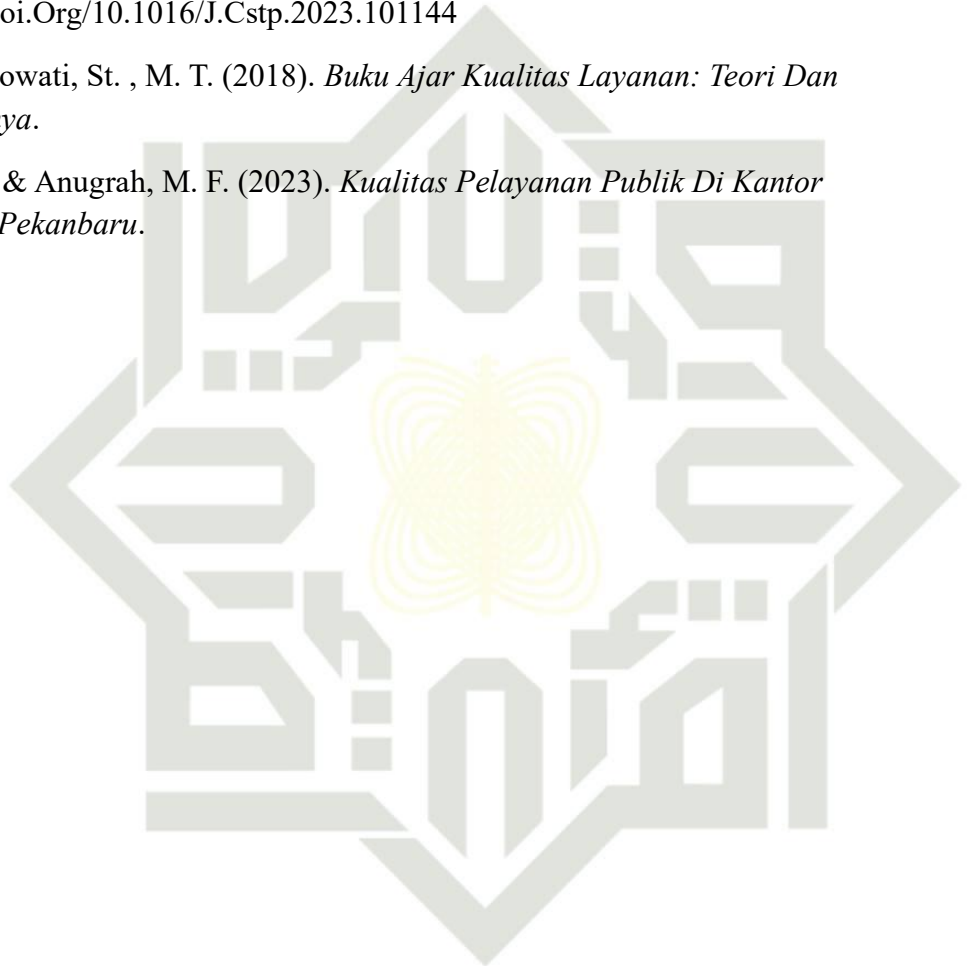 oi.Org/10.1016/J.Cstp.2023.101144
owati, St. , M. T. (2018). Buku Ajar Kualitas Layanan: Teori Dan
ya.
& Anugrah, M. F. (2023). Kualitas Pelayanan Publik Di Kantor
Pekanbaru.